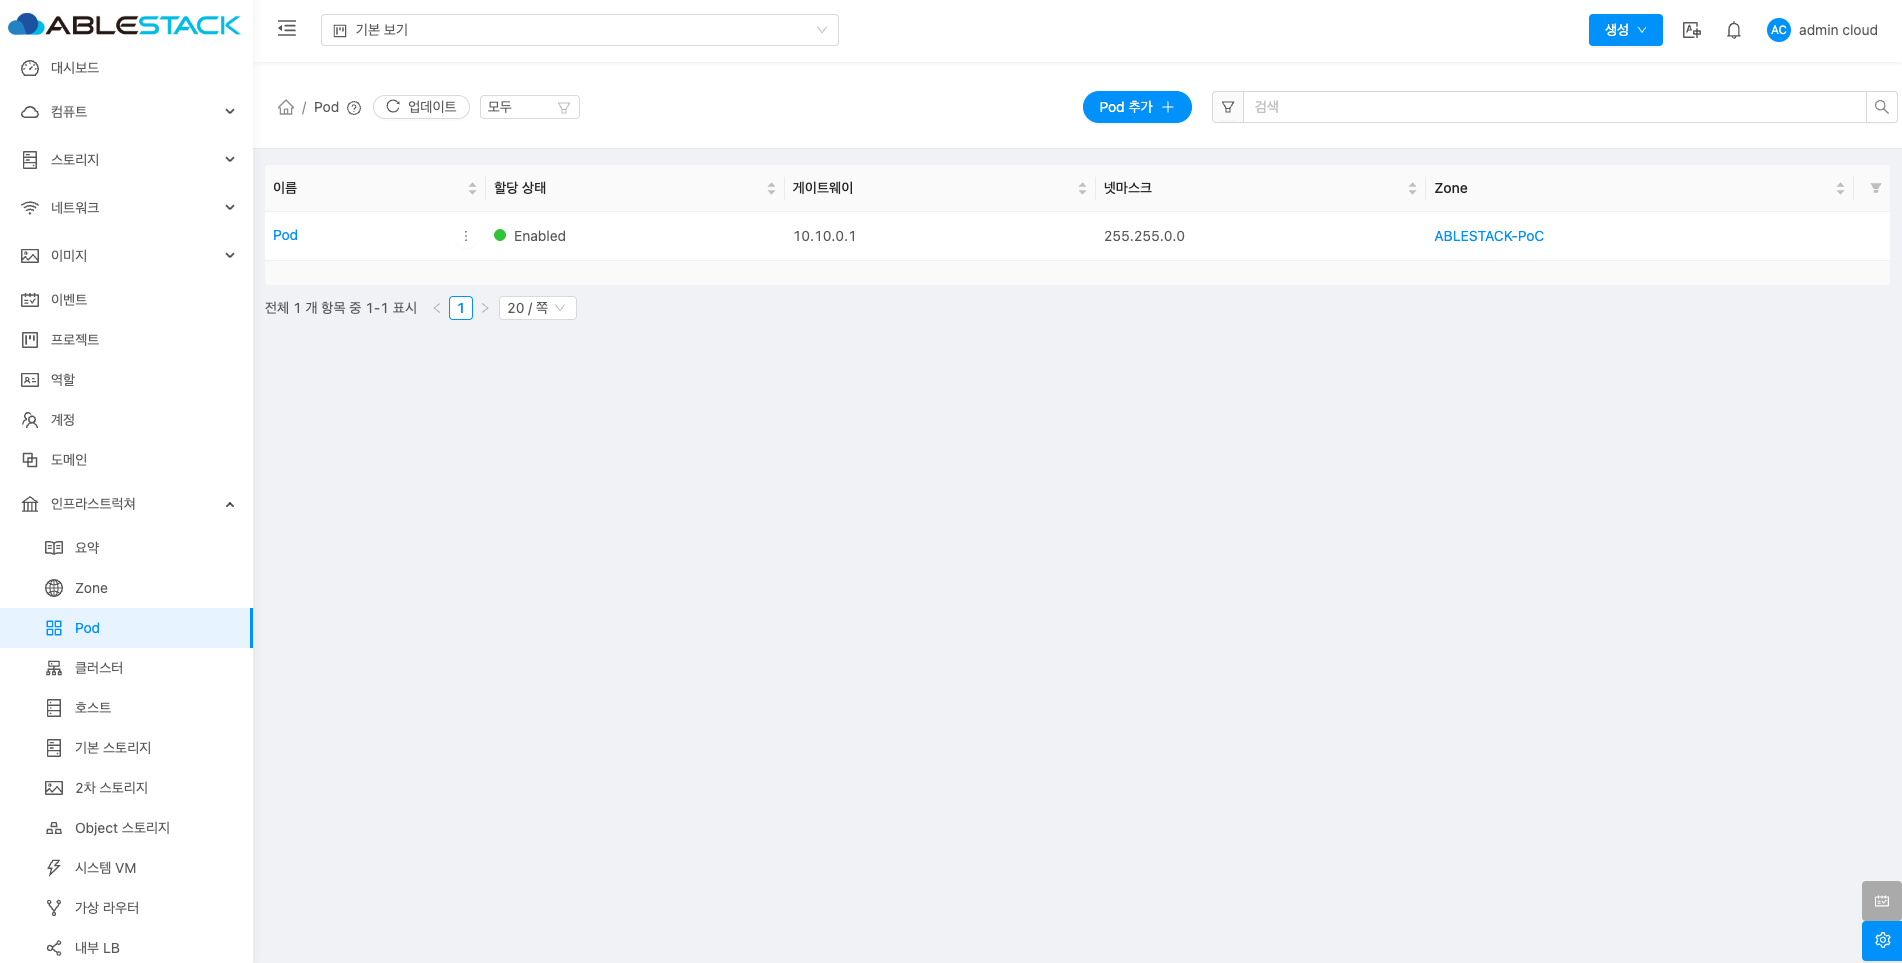 ABLESTACK
기본 보기
생성
AC admin cloud
대시보드
컴퓨트
스토리지
네트워크
이미지
이벤트
프로젝트
역할
계정
도메인
인프라스트럭쳐
요약
Zone
Pod
클러스터
호스트
기본 스토리지
2차 스토리지
Object 스토리지
시스템 VM
가상 라우터
내부 LB
/ Pod 업데이트 모두
Pod 추가
검색
이름 할당 상태 게이트웨이 넷마스크 Zone
Pod Enabled 10.10.0.1 255.255.0.0 ABLESTACK-PoC
전체 1 개 항목 중 1-1 표시 < 1 > 20 / 쪽